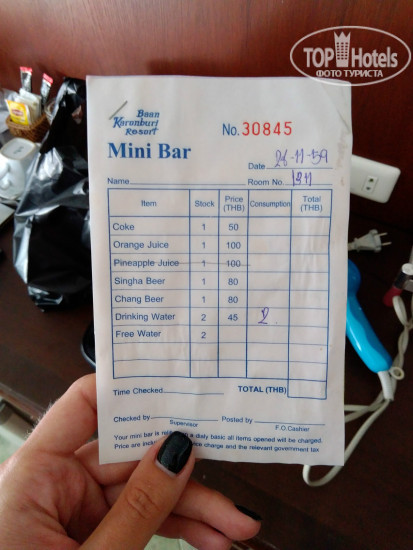 TOP Hotels
ФОТО ТУРИСТА
Baan
Karonburi
Resort
No. 30845
Mini Bar
Date 26-11-59
Name
Room No.
Item Stock Price (THB) Consumption Total (THB)
Coke 1 50
Orange Juice 1 100
Pineapple Juice 1 100
Singha Beer 1 80
Chang Beer 1 80
Drinking Water 2 45 2
Free Water 2
Time Checked TOTAL (THB)
Checked by Posted by
Supervisor F.O.Cashier
Your mini bar is on a dialy basic all items opened will be charged.
Price are charge and the relevant government tax